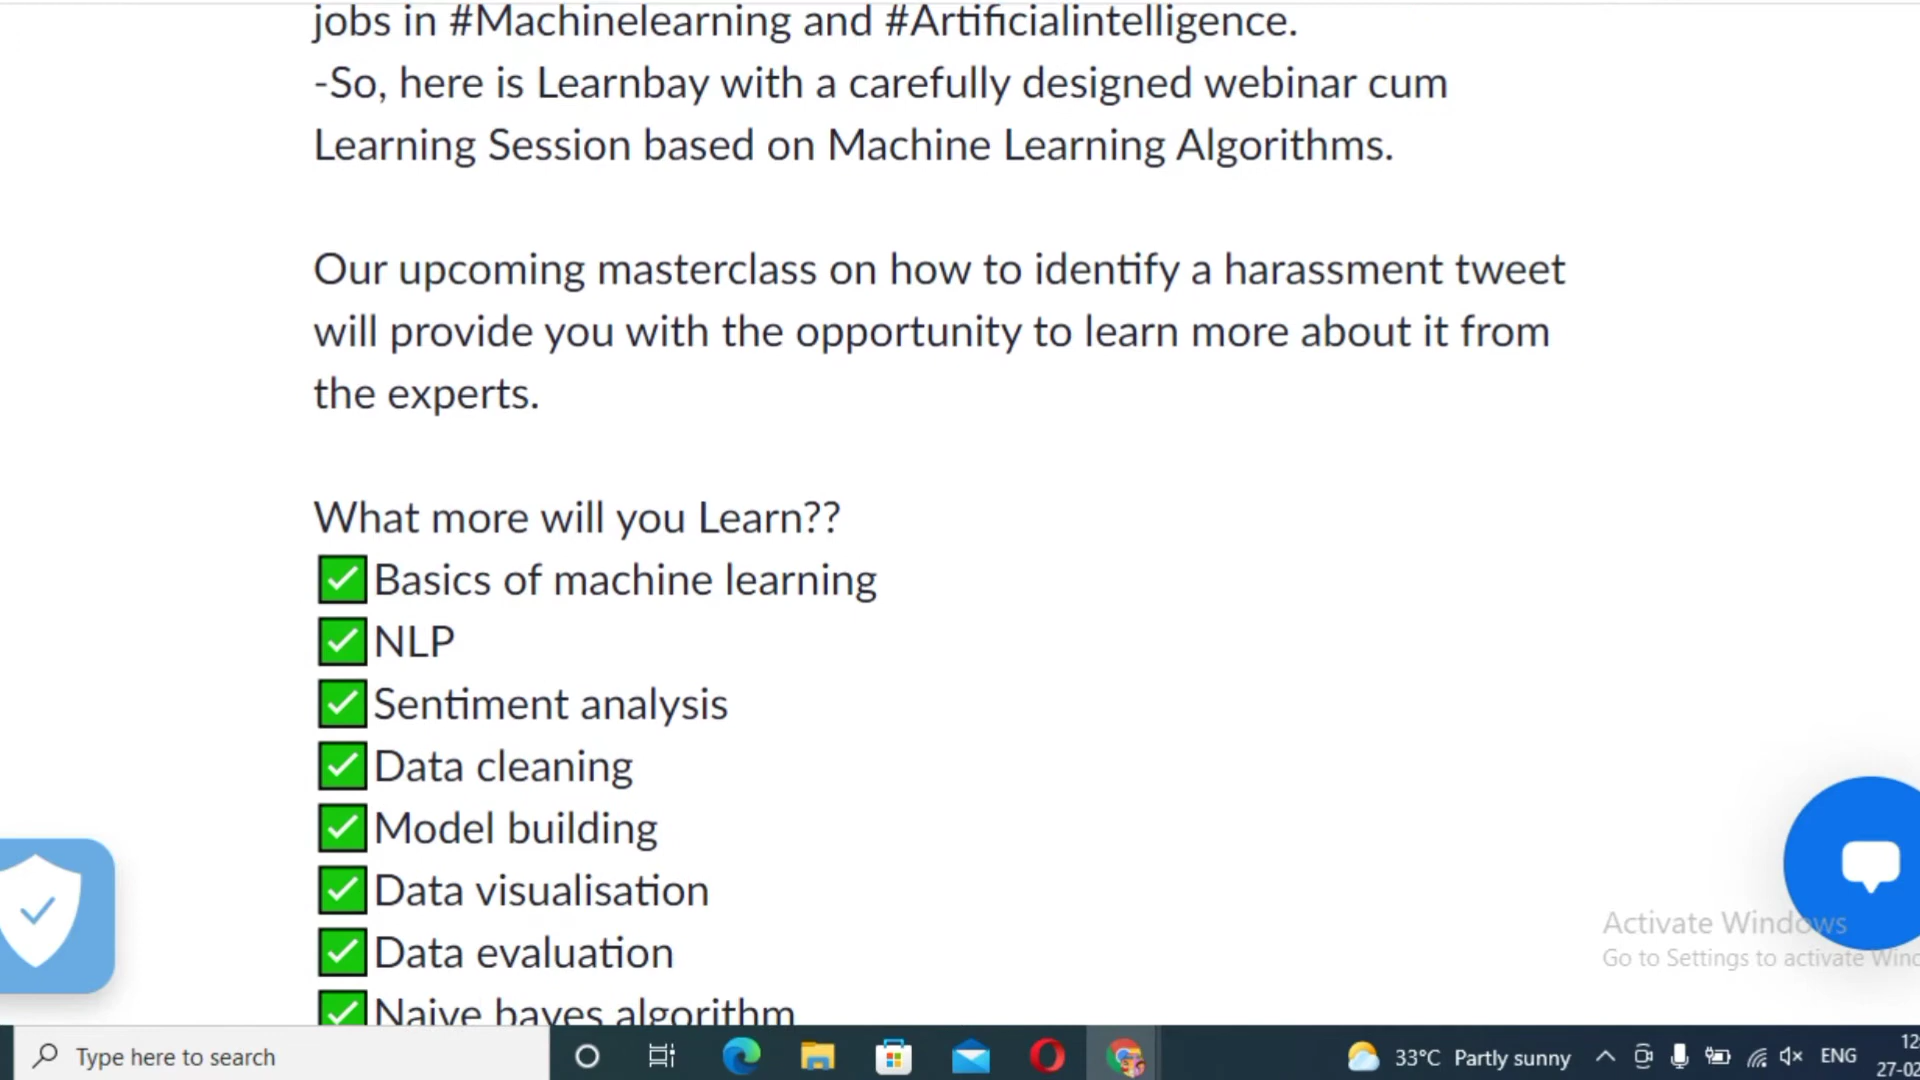 jobs in #Machinelearning and #Artificialintelligence.
-So, here is Learnbay with a carefully designed webinar cum
Learning Session based on Machine Learning Algorithms.
Our upcoming masterclass on how to identify a harassment tweet
will provide you with the opportunity to learn more about it from
the experts.
What more will you Learn??
✅Basics of machine learning
✅NLP
✅Sentiment analysis
✅Data cleaning
✅Model building
✅Data visualisation
✅Data evaluation
✅Naive bayes algorithm
Activate Windows
Go to Settings to activate
Type here to search
33°C Partly sunny
ENG